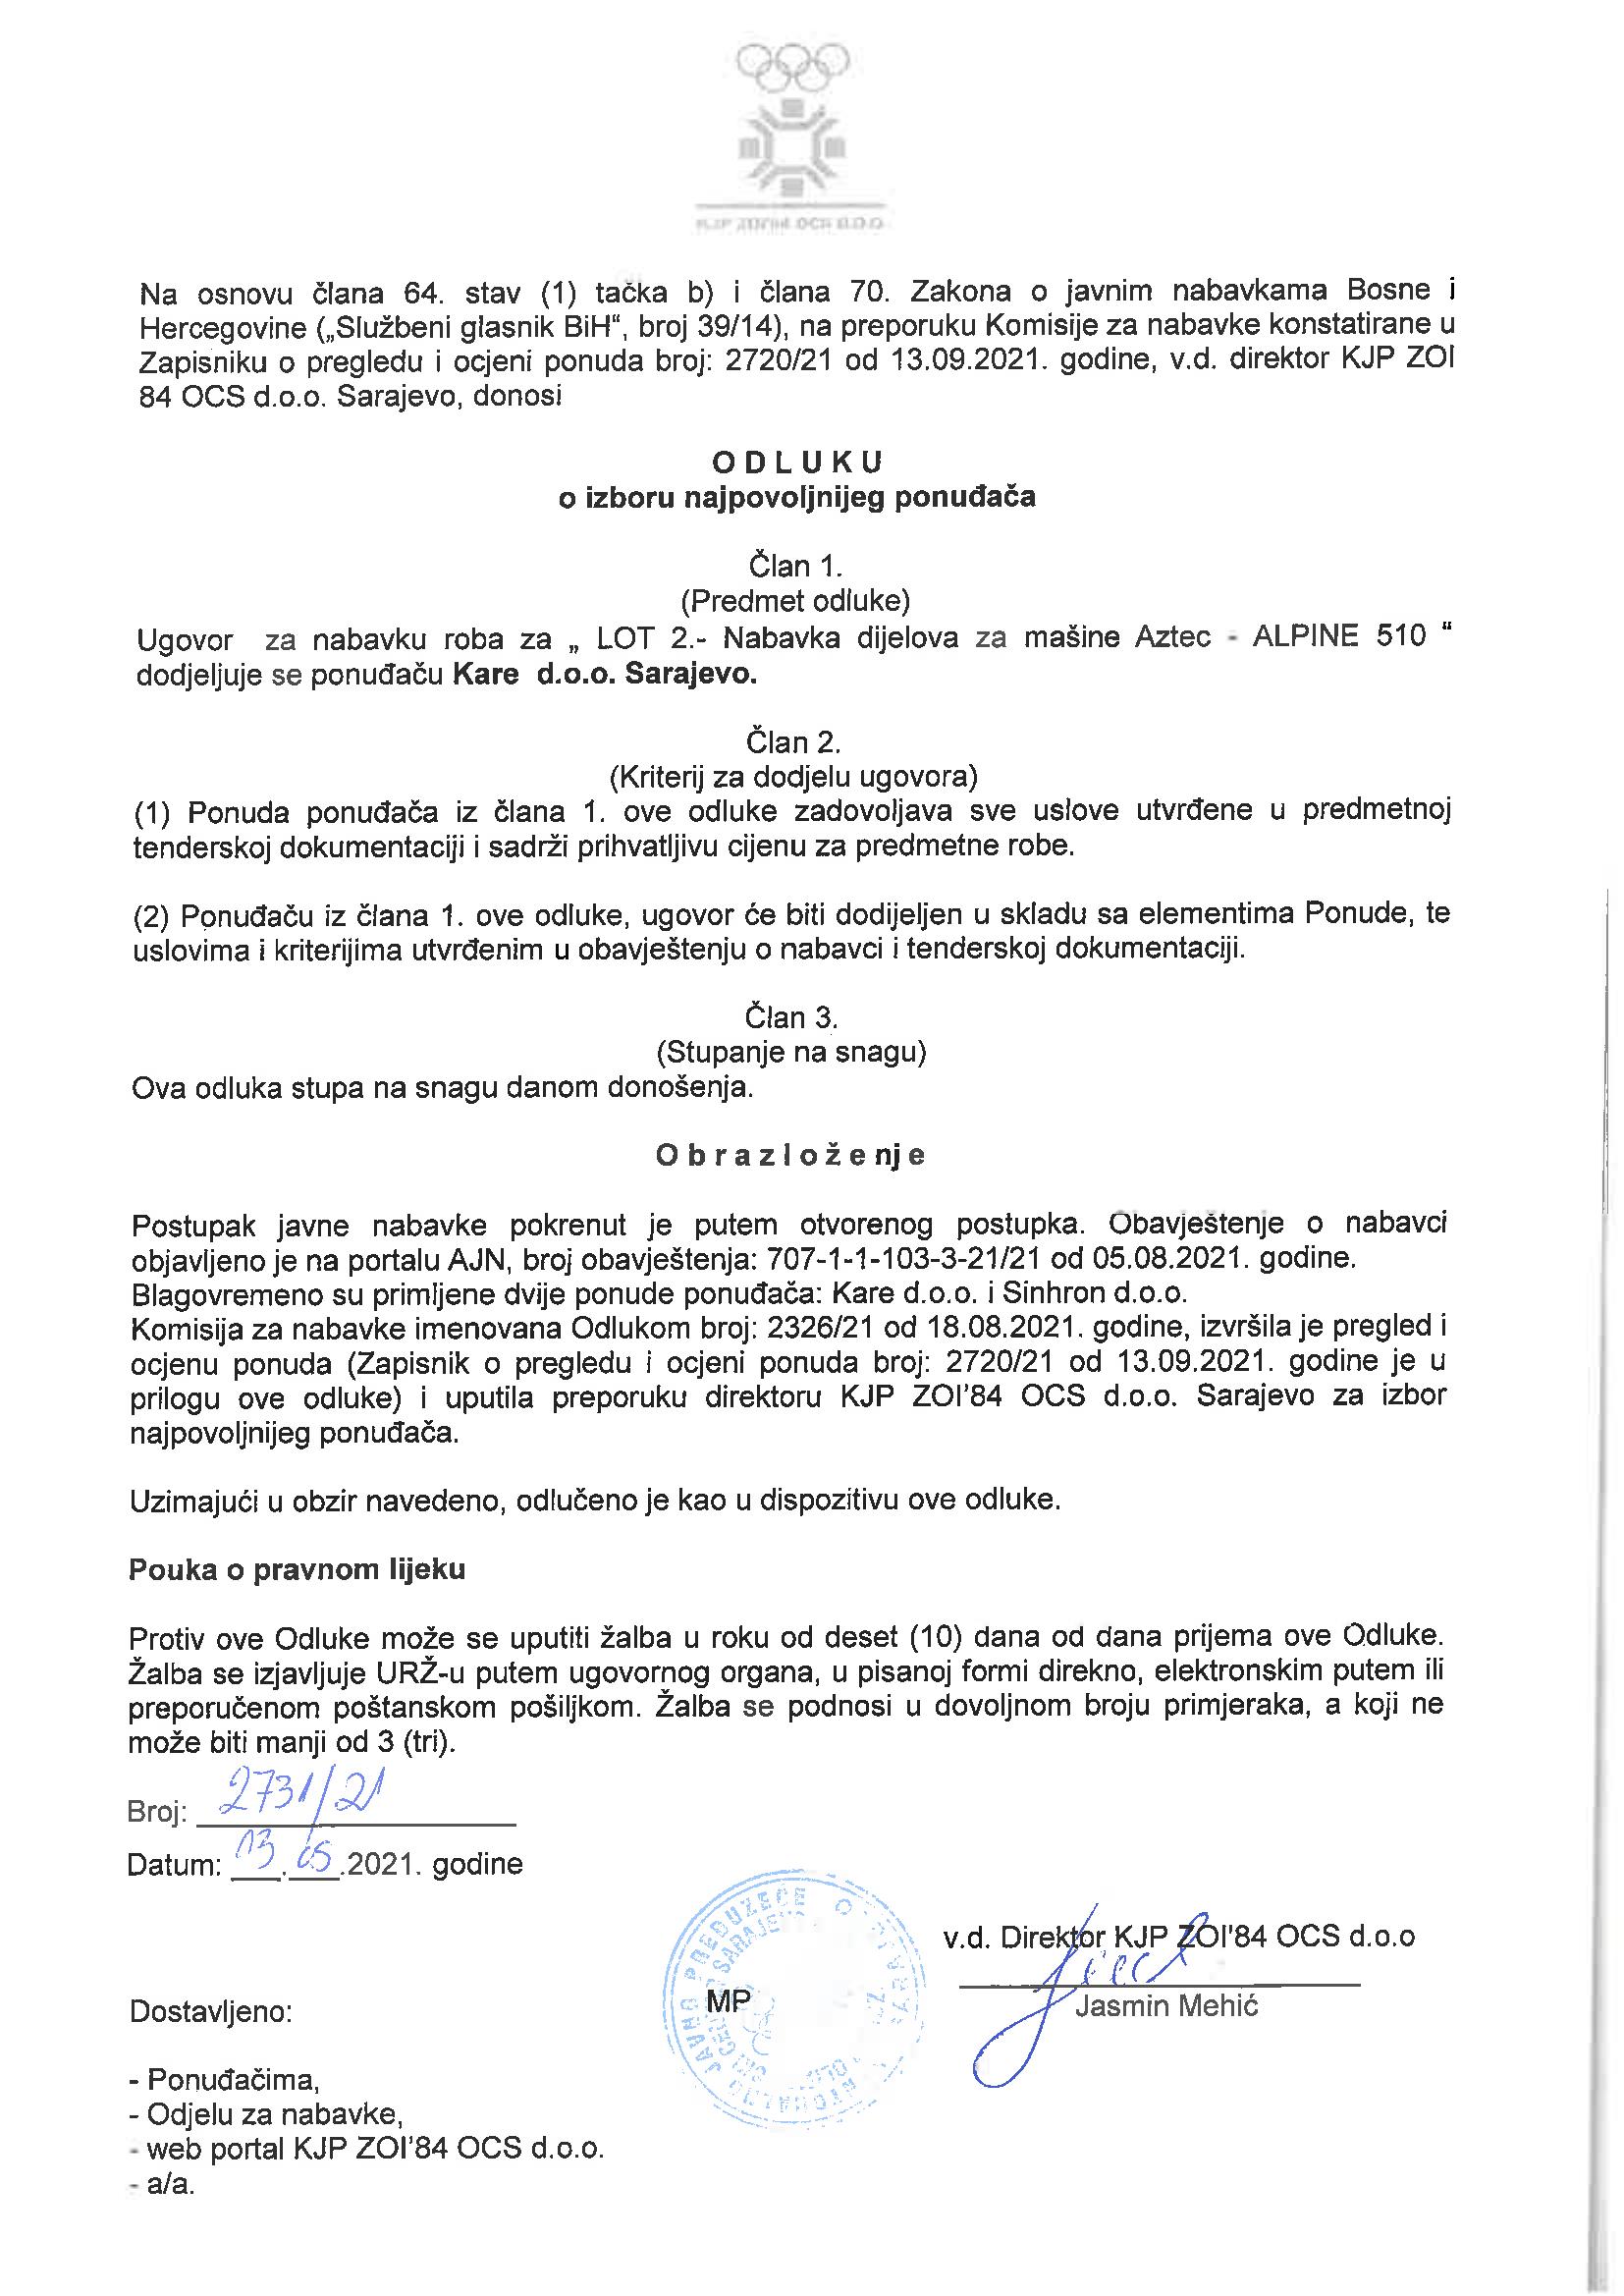 KJP ZOI'84 OCS D.O.O
Na osnovu člana 64. stav (1) tačka b) i člana 70. Zakona o javnim nabavkama Bosne i
Hercegovine („Službeni glasnik BiH“, broj 39/14), na preporuku Komisije za nabavke konstatirane u
Zapisniku o pregledu i ocjeni ponuda broj: 2720/21 od 13.09.2021. godine, v.d. direktor KJP ZOI
84 OCS d.o.o. Sarajevo, donosi
O D L U K U
o izboru najpovoljnijeg ponuđača
Član 1.
(Predmet odluke)
Ugovor za nabavku roba za „ LOT 2.- Nabavka dijelova za mašine Aztec - ALPINE 510 “
dodjeljuje se ponuđaču Kare d.o.o. Sarajevo.
Član 2.
(Kriterij za dodjelu ugovora)
(1) Ponuda ponuđača iz člana 1. ove odluke zadovoljava sve uslove utvrđene u predmetnoj
tenderskoj dokumentaciji i sadrži prihvatljivu cijenu za predmetne robe.
(2) Ponuđaču iz člana 1. ove odluke, ugovor će biti dodijeljen u skladu sa elementima Ponude, te
uslovima i kriterijima utvrđenim u obavještenju o nabavci i tenderskoj dokumentaciji.
Član 3.
(Stupanje na snagu)
Ova odluka stupa na snagu danom donošenja.
O b r a z l o ž e nj e
Postupak javne nabavke pokrenut je putem otvorenog postupka. Obavještenje o nabavci
objavljeno je na portalu AJN, broj obavještenja: 707-1-1-103-3-21/21 od 05.08.2021. godine.
Blagovremeno su primljene dvije ponude ponuđača: Kare d.o.o. i Sinhron d.o.o.
Komisija za nabavke imenovana Odlukom broj: 2326/21 od 18.08.2021. godine, izvršila je pregled i
ocjenu ponuda (Zapisnik o pregledu i ocjeni ponuda broj: 2720/21 od 13.09.2021. godine je u
prilogu ove odluke) i uputila preporuku direktoru KJP ZOI’84 OCS d.o.o. Sarajevo za izbor
najpovoljnijeg ponuđača.
Uzimajući u obzir navedeno, odlučeno je kao u dispozitivu ove odluke.
Pouka o pravnom lijeku
Protiv ove Odluke može se uputiti žalba u roku od deset (10) dana od dana prijema ove Odluke.
Žalba se izjavljuje URŽ-u putem ugovornog organa, u pisanoj formi direkno, elektronskim putem ili
preporučenom poštanskom pošiljkom. Žalba se podnosi u dovoljnom broju primjeraka, a koji ne
može biti manji od 3 (tri).
Broj: 2731/21
Datum: 13. .2021. godine
JAVNO PREDUZEĆE
v.d. Direktor KJP ZOI'84 OCS d.o.o
MP
Jasmin Mehić
Dostavljeno:
- Ponuđačima,
- Odjelu za nabavke,
- web portal KJP ZOI’84 OCS d.o.o.
- a/a.